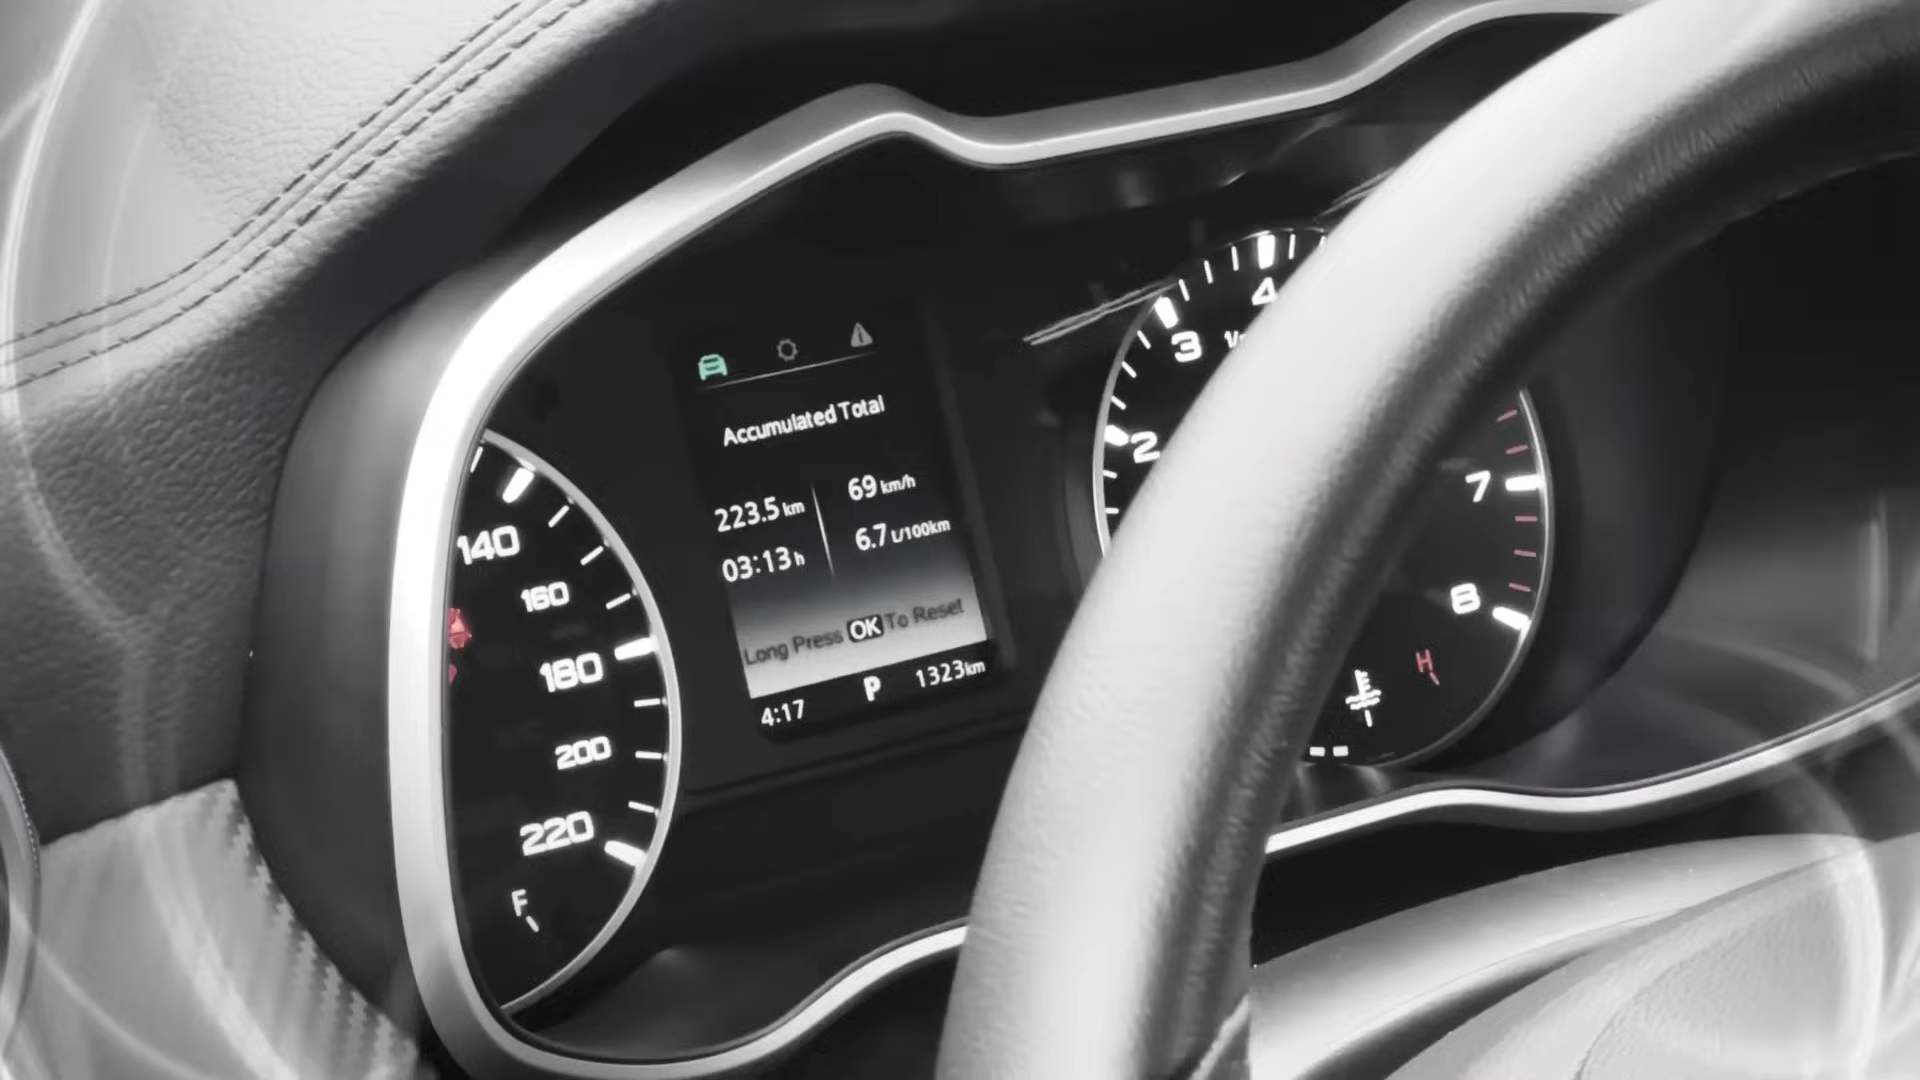 Accumulated Total
223.5 km
69 km/h
03:13 h
6.7 L/100km
Long Press OK To Reset
4:17 P 1323km
140
160
180
200
220
F
4
3
2
7
8
H